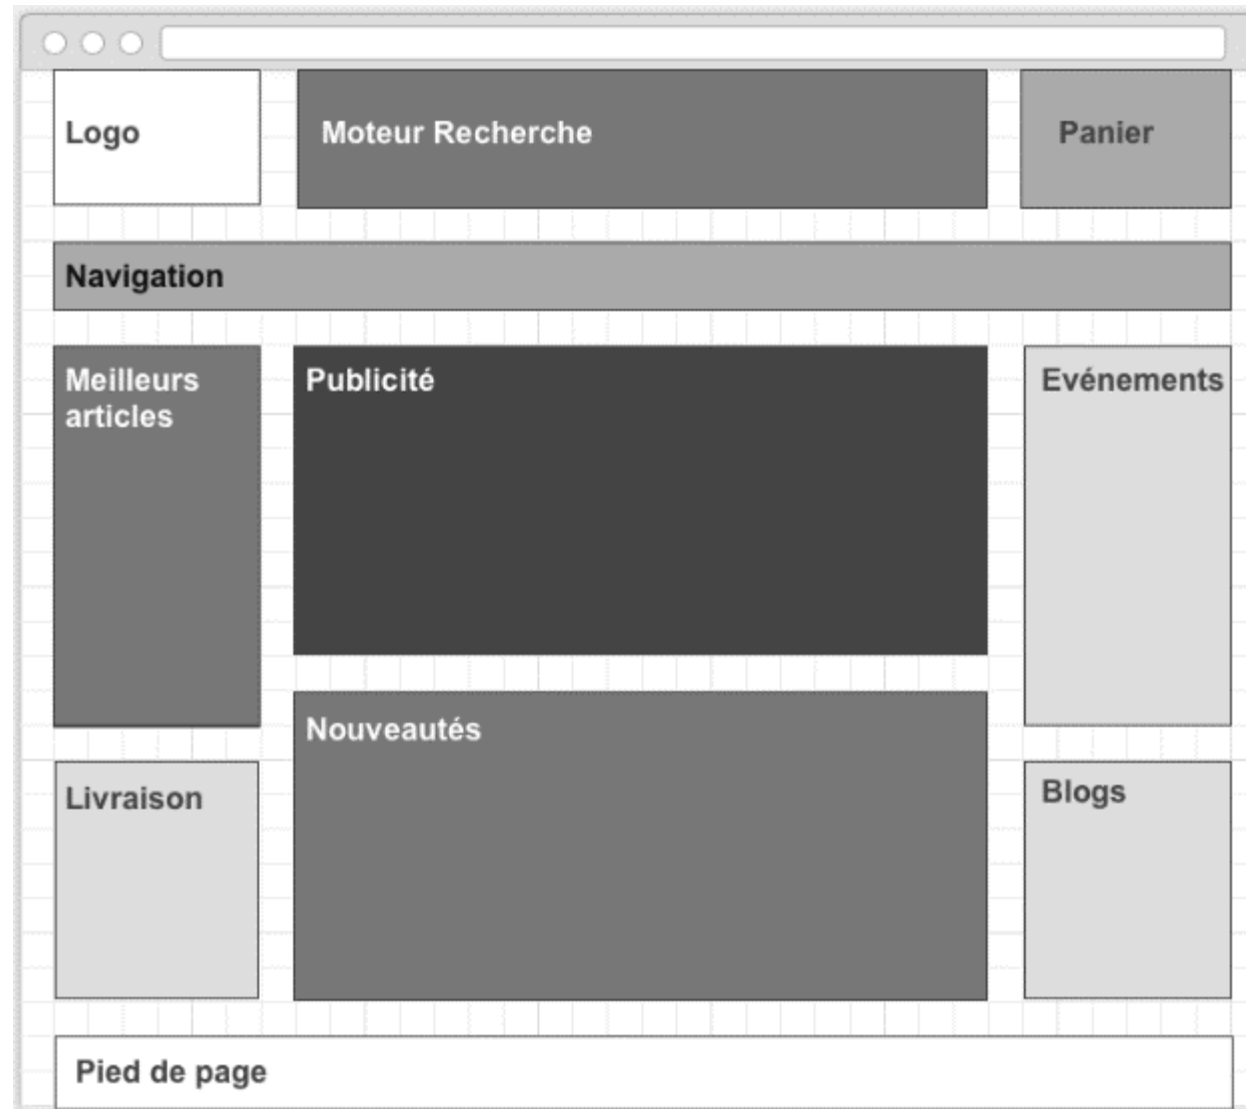 Logo
Moteur Recherche
Panier
Navigation
Meilleurs
articles
Publicité
Evénements
Nouveautés
Livraison
Blogs
Pied de page